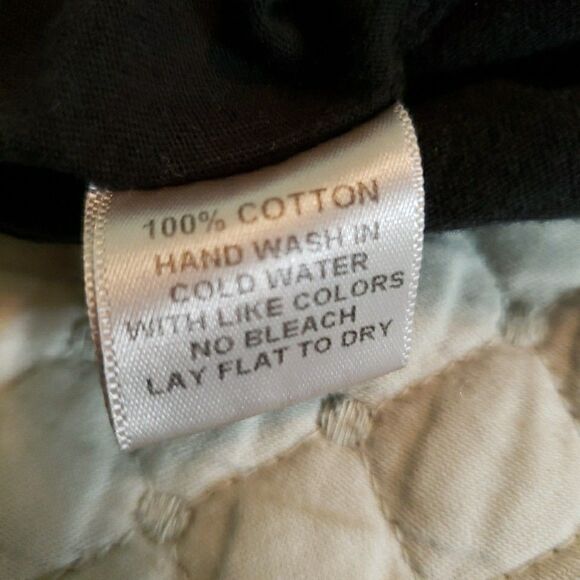 100% COTTON
HAND WASH IN
COLD WATER
WITH LIKE COLORS
NO BLEACH
LAY FLAT TO DRY